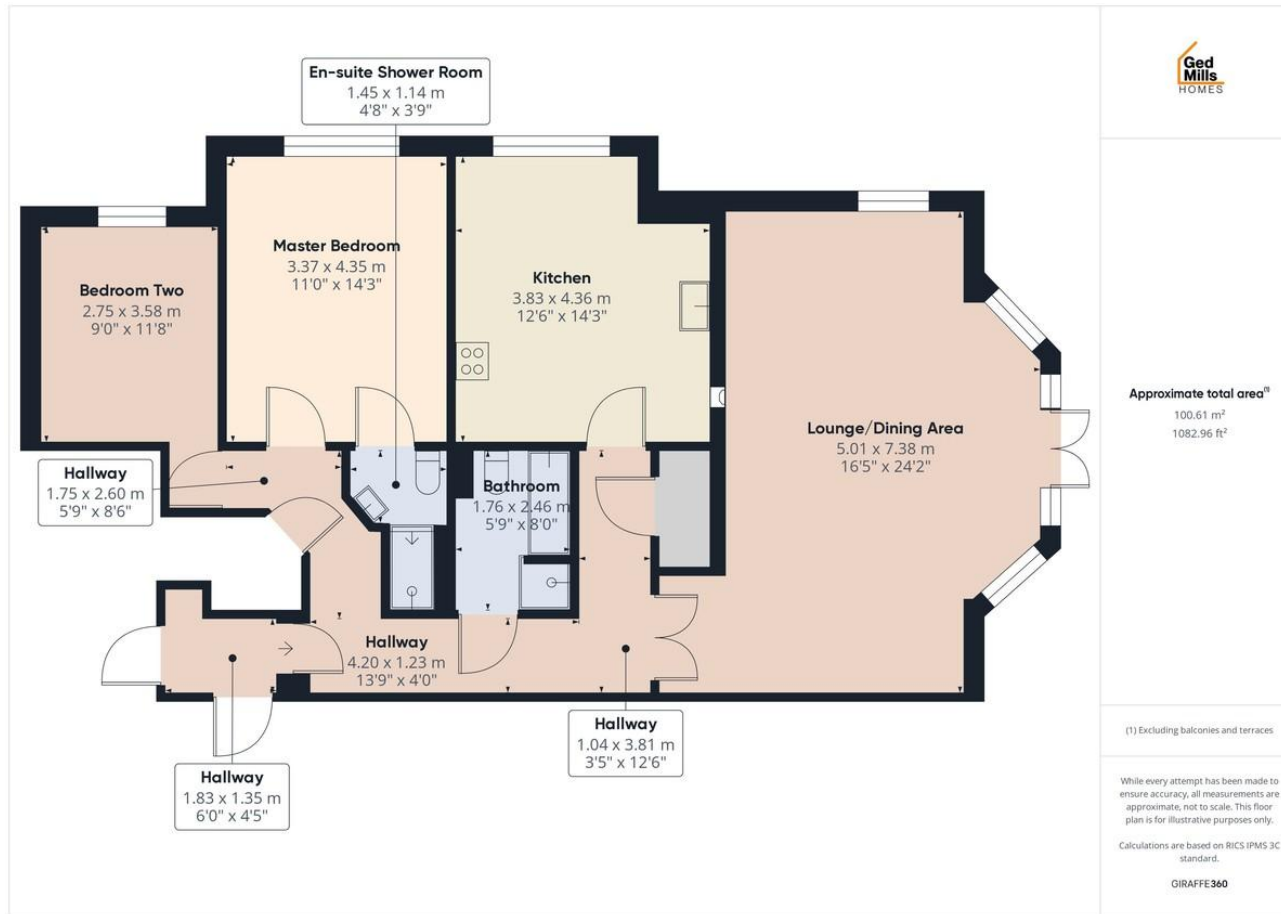 En-suite Shower Room
1.45 x 1.14 m
4'8" x 3'9"
Master Bedroom
3.37 x 4.35 m
11'0" x 14'3"
Kitchen
3.83 x 4.36 m
12'6" x 14'3"
Bedroom Two
2.75 x 3.58 m
9'0" x 11'8"
Lounge/Dining Area
5.01 x 7.38 m
16'5" x 24'2"
Hallway
1.75 x 2.60 m
5'9" x 8'6"
Bathroom
1.76 x 2.46 m
5'9" x 8'0"
Hallway
4.20 x 1.23 m
13'9" x 4'0"
Hallway
1.04 x 3.81 m
3'5" x 12'6"
Hallway
1.83 x 1.35 m
6'0" x 4'5"
Ged
Mills
HOMES
Approximate total area(1)
100.61 m²
1082.96 ft²
(1) Excluding balconies and terraces
While every attempt has been made to
ensure accuracy, all measurements are
approximate, not to scale. This floor
plan is for illustrative purposes only.
Calculations are based on RICS IPMS 3C
standard.
GIRAFFE360